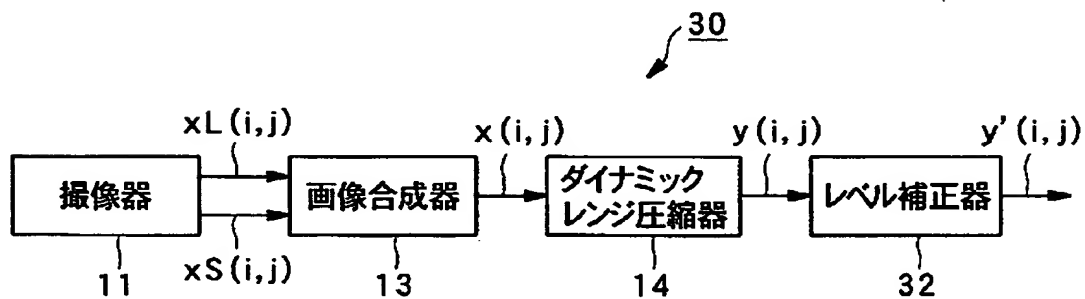 30
xL(i,j)
x(i,j)
y(i,j)
y'(i,j)
撮像器
画像合成器
ダイナミック
レンジ圧縮器
レベル補正器
11
xS(i,j)
13
14
32